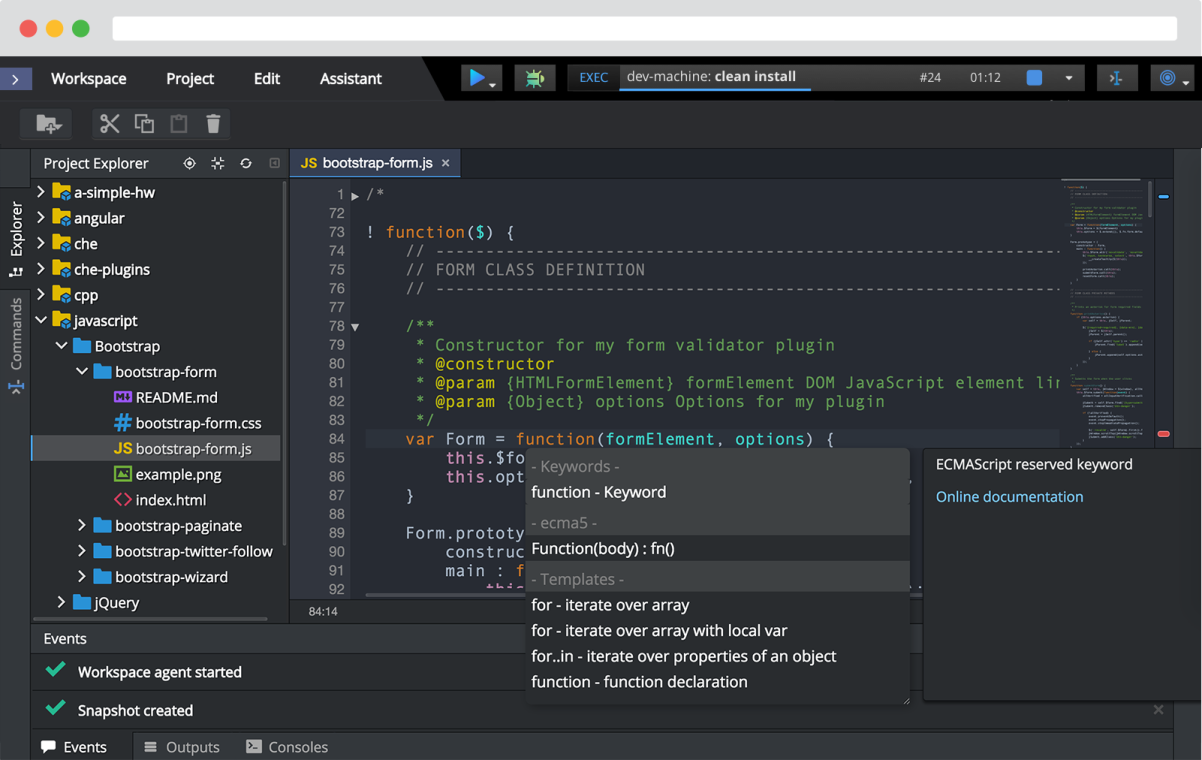 Workspace Project Edit Assistant
EXEC dev-machine: clean install #24 01:12
Project Explorer
JS bootstrap-form.js ×
Explorer
Commands
a-simple-hw
angular
che
che-plugins
cpp
javascript
Bootstrap
bootstrap-form
README.md
# bootstrap-form.css
JS bootstrap-form.js
example.png
<> index.html
bootstrap-paginate
bootstrap-twitter-follow
bootstrap-wizard
jQuery
1 /*
72
73 function($) {
74 ----------------------------------------------------------------
75 FORM CLASS DEFINITION
76 // ----------------------------------------------------------------
77
78 /**
79 Constructor for my form validator plugin
80 @constructor
81 * @param {HTMLFormElement} formElement DOM JavaScript element lin
82 @param {Object
options options for my plugin
83
84 var Form = function(formElement, options) {
85 this.$fo
86 this.opt
87 }
88
89 Form.prototy
90 construc
91 main : f
92
84:14
- Keywords -
function - Keyword
- ecma5 -
Function(body) : fn()
- Templates -
for - iterate over array
for - iterate over array with local var
for..in - iterate over properties of an object
function - function declaration
ECMAScript reserved keyword
Online documentation
Events
Workspace agent started
Snapshot created
Events Outputs Consoles